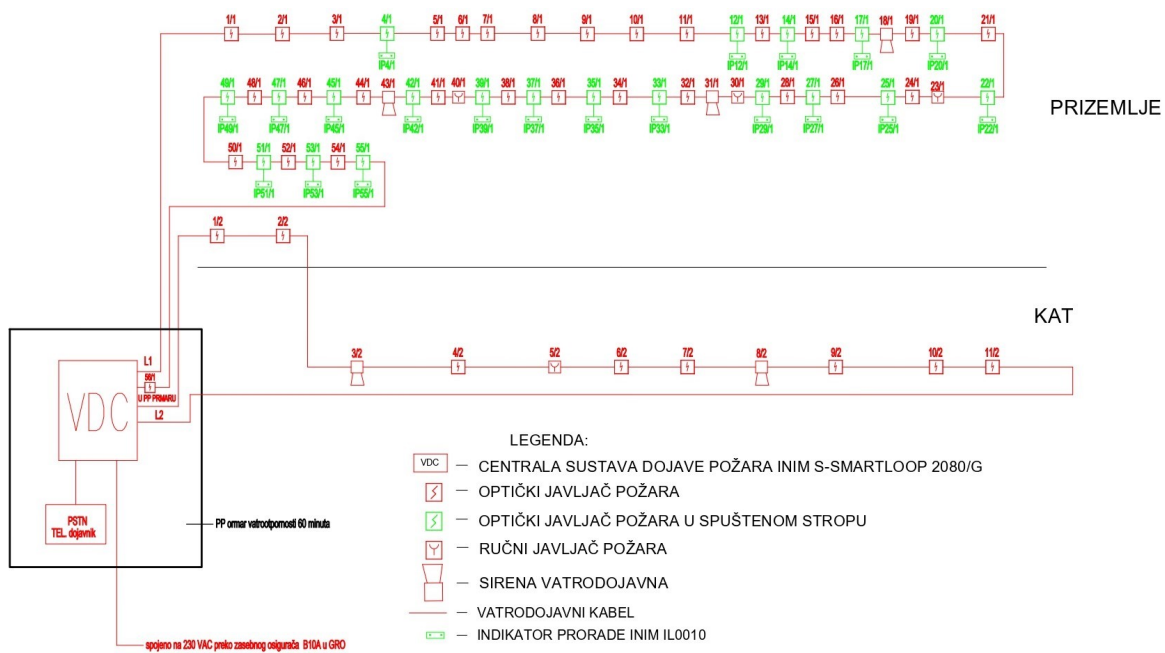 1/1 2/1 3/1 4/1 5/1 6/1 7/1 8/1 9/1 10/1 11/1 12/1 13/1 14/1 15/1 16/1 17/1 18/1 19/1 20/1 21/1
IP4/1 IP12/1 IP14/1 IP17/1 IP20/1
49/1 48/1 47/1 46/1 45/1 44/1 43/1 42/1 41/1 40/1 39/1 38/1 37/1 36/1 35/1 34/1 33/1 32/1 31/1 30/1 29/1 28/1 27/1 26/1 25/1 24/1 23/1 22/1
PRIZEMLJE
IP49/1 IP47/1 IP45/1 IP42/1 IP39/1 IP37/1 IP35/1 IP33/1 IP29/1 IP27/1 IP25/1 IP22/1
50/1 51/1 52/1 53/1 54/1 55/1
IP51/1 IP53/1 IP55/1
1/2 2/2
KAT
3/2 4/2 5/2 6/2 7/2 8/2 9/2 10/2 11/2
L1
56/1
U PP PRMARU
VDC
L2
LEGENDA:
VDC — CENTRALA SUSTAVA DOJAVE POŽARA INIM S-SMARTLOOP 2080/G
— OPTIČKI JAVLJAČ POŽARA
— OPTIČKI JAVLJAČ POŽARA U SPUŠTENOM STROPU
— RUČNI JAVLJAČ POŽARA
— SIRENA VATRODOJAVNA
— VATRODOJAVNI KABEL
— INDIKATOR PRORADE INIM IL0010
PSTN
TEL. dojavnik
PP ormar vatrootpornosti 60 minuta
spojeno na 230 VAC preko zasebnog osigurača B10A u GRO